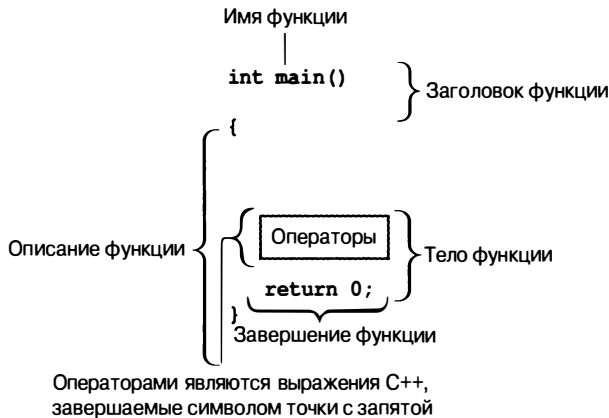 Имя функции
int main()
Заголовок функции
{
Описание функции
Операторы
Тело функции
return 0;
}
Завершение функции
Операторами являются выражения C++,
завершаемые символом точки с запятой